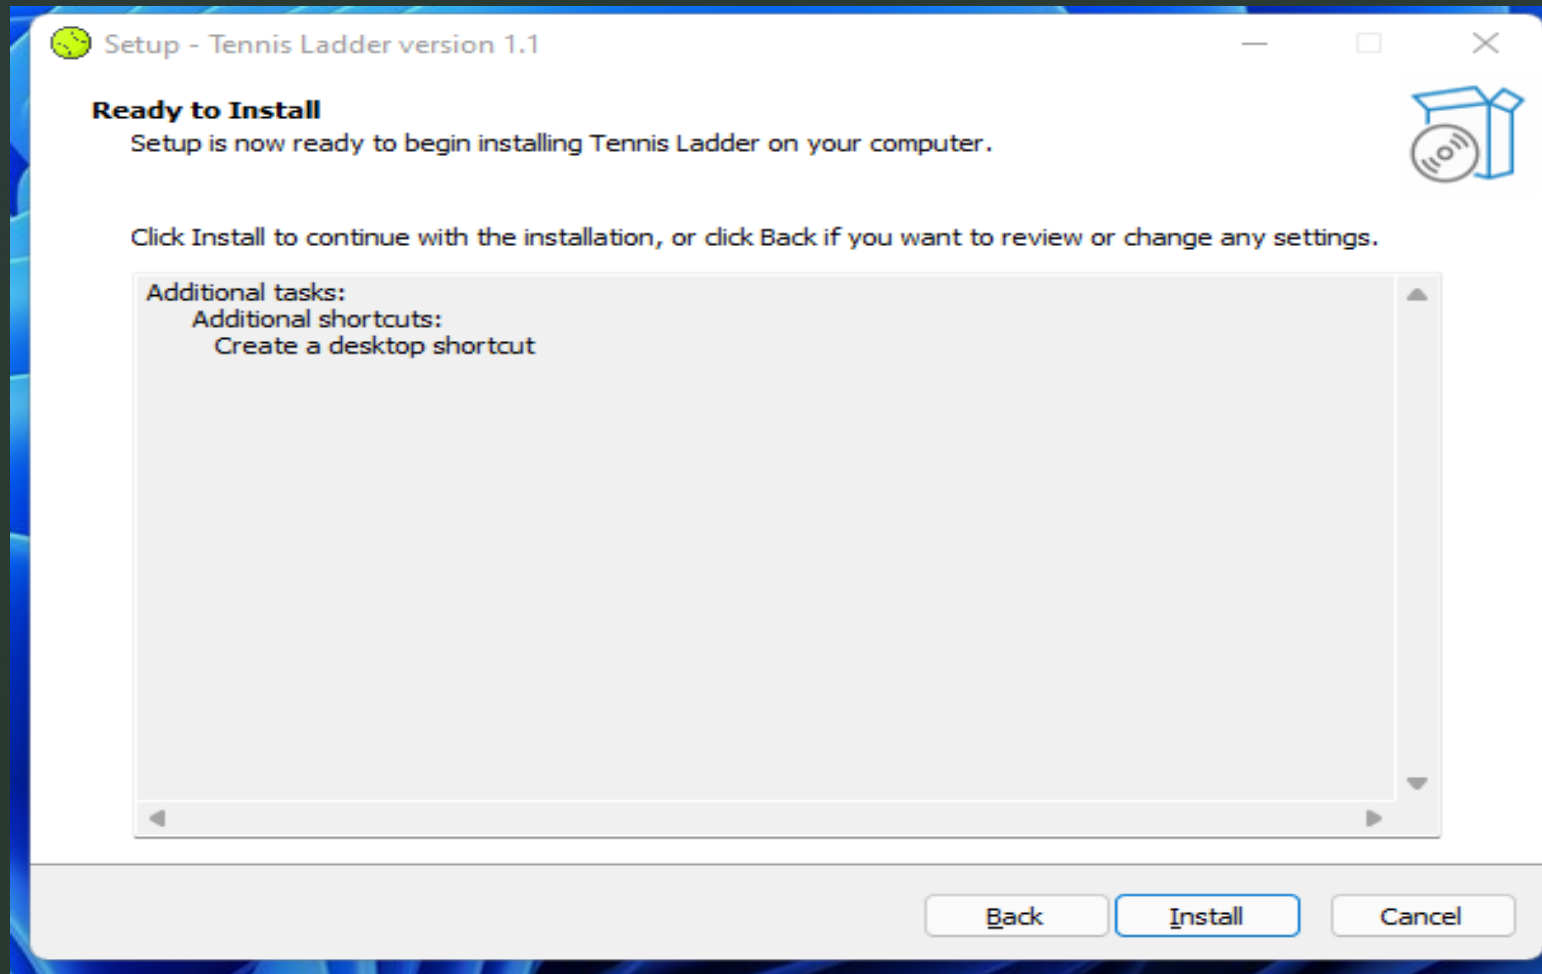 Setup - Tennis Ladder version 1.1
Ready to Install
Setup is now ready to begin installing Tennis Ladder on your computer.
Click Install to continue with the installation, or click Back if you want to review or change any settings.
Additional tasks:
Additional shortcuts:
Create a desktop shortcut
Back Install Cancel